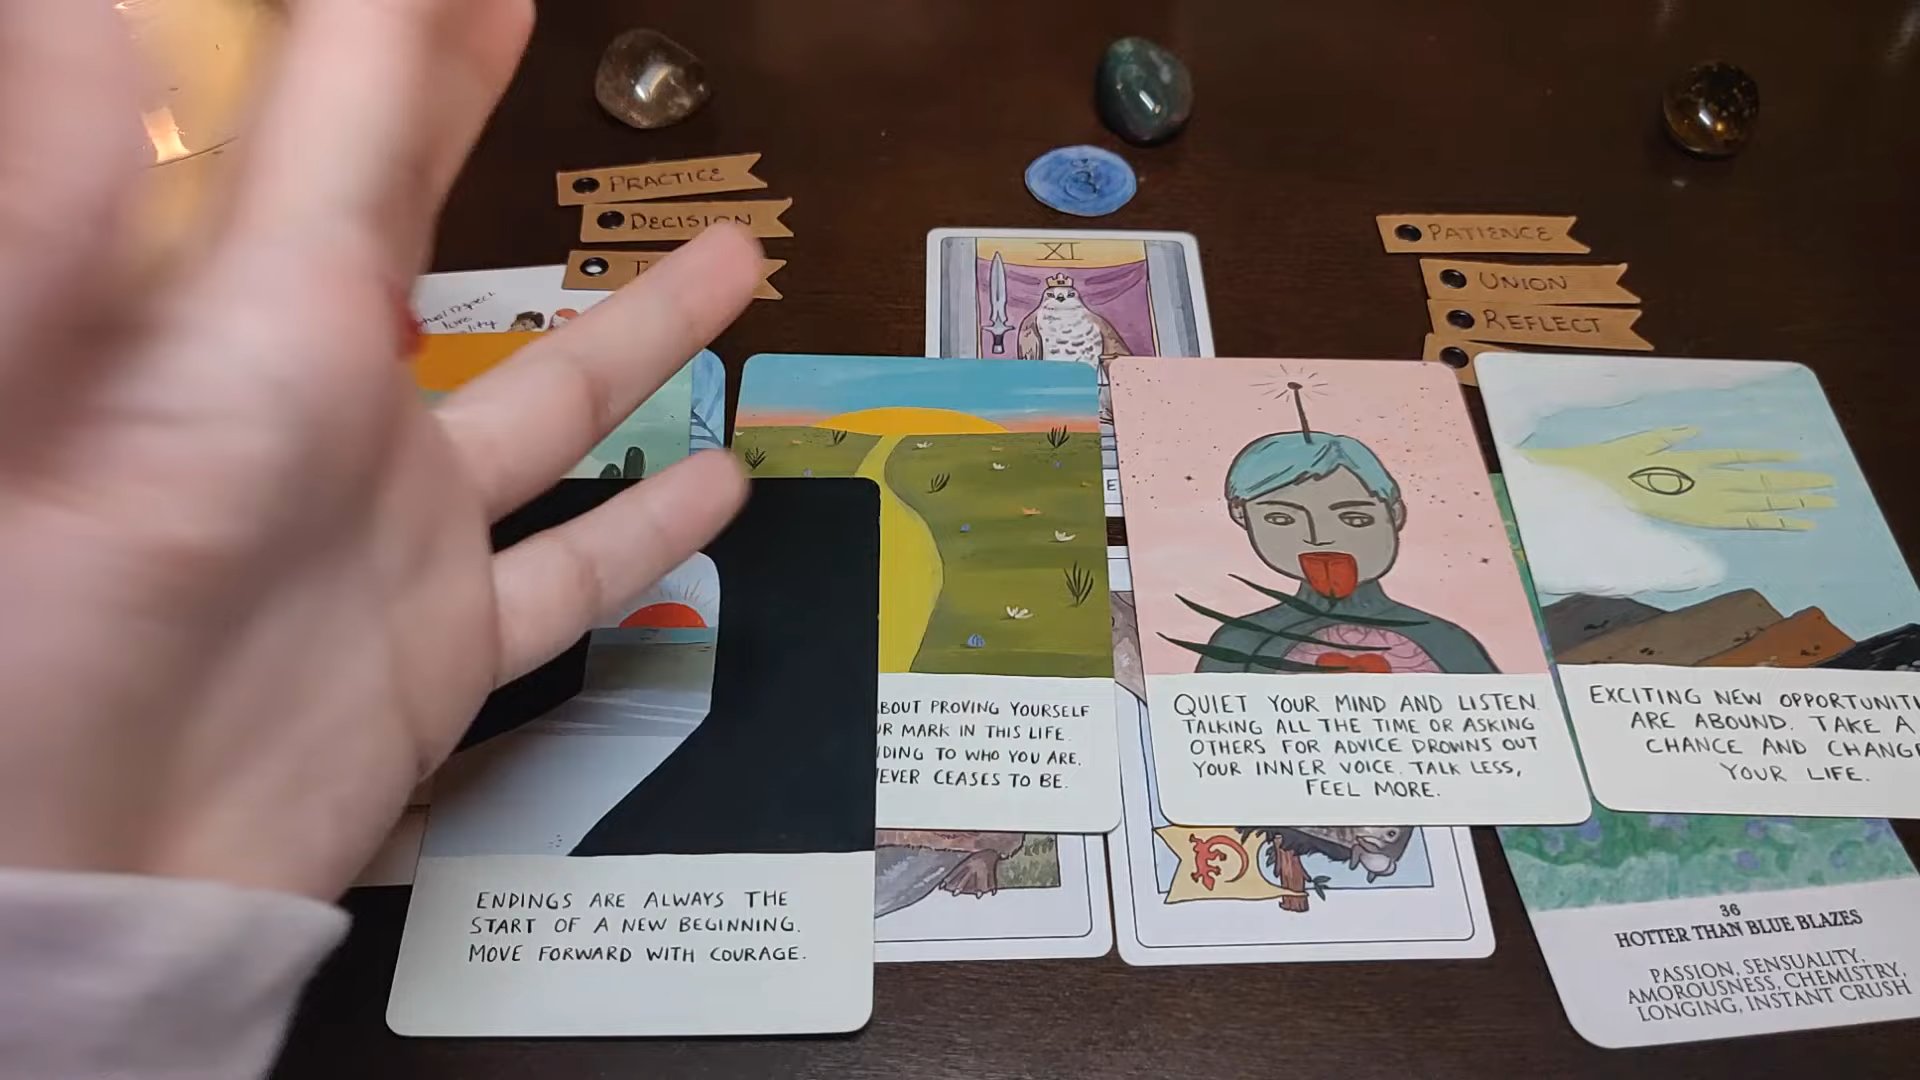 PRACTICE
DECISION
PATIENCE
UNION
REFLECT
XI
3
ENDINGS ARE ALWAYS THE
START OF A NEW BEGINNING.
MOVE FORWARD WITH COURAGE.
ABOUT PROVING YOURSELF
MARK IN THIS LIFE.
TO WHO YOU ARE.
CEASES TO BE.
QUIET YOUR MIND AND LISTEN.
TALKING ALL THE TIME OR ASKING
OTHERS FOR ADVICE DROWNS OUT
YOUR INNER VOICE. TALK LESS,
FEEL MORE.
EXCITING NEW
ARE ABOUND. TAKE A
CHANCE AND
YOUR LIFE.
36
HOTTER THAN BLUE BLAZES
PASSION, SENSUALITY,
AMOROUSNESS, CHEMISTRY,
LONGING, INSTANT CRUSH